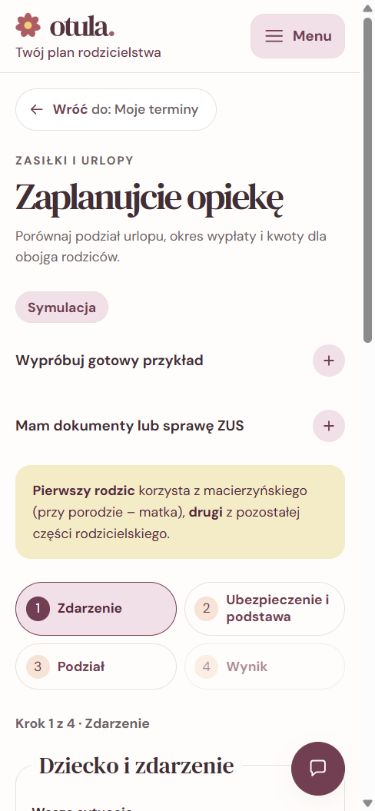 otula.
Menu
Twój plan rodzicielstwa
Wróć do: Moje terminy
ZASIŁKI I URLOPY
Zaplanujcie opiekę
Porównaj podział urlopu, okres wypłaty i kwoty dla
obojga rodziców.
Symulacja
Wypróbuj gotowy przykład
Mam dokumenty lub sprawę ZUS
Pierwszy rodzic korzysta z macierzyńskiego
(przy porodzie – matka), drugi z pozostałej
części rodzicielskiego.
1 Zdarzenie
2 Ubezpieczenie i
podstawa
3 Podział
4 Wynik
Krok 1 z 4 · Zdarzenie
Dziecko i zdarzenie